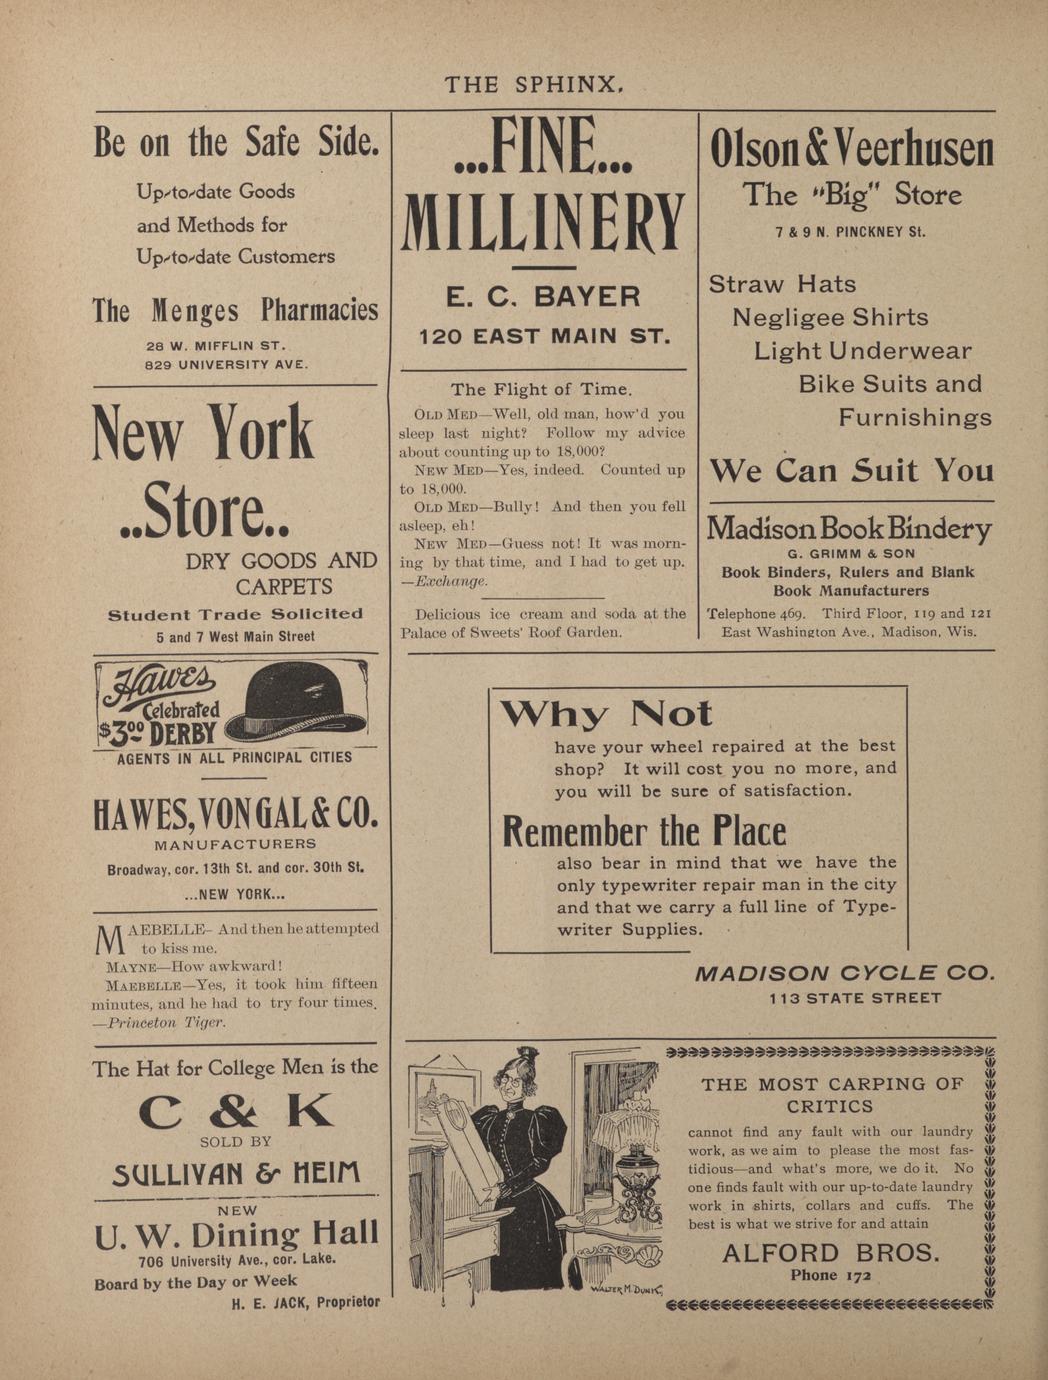 THE SPHINX.
Be on the Safe Side.
Up-to-date Goods
and Methods for
Up-to-date Customers
The Menges Pharmacies
28 W. MIFFLIN ST.
829 UNIVERSITY AVE.
New York
..Store..
DRY GOODS AND
CARPETS
Student Trade Solicited
5 and 7 West Main Street
Hawes
Celebrated
$3.00 DERBY
AGENTS IN ALL PRINCIPAL CITIES
HAWES, VON GAL & CO.
MANUFACTURERS
Broadway, cor. 13th St. and cor. 30th St.
...NEW YORK...
MAEBELLE- And then he attempted
to kiss me.
MAYNE—How awkward!
MAEBELLE—Yes, it took him fifteen
minutes, and he had to try four times.
—Princeton Tiger.
The Hat for College Men is the
C & K
SOLD BY
SULLIVAN & HEIM
NEW
U. W. Dining Hall
706 University Ave., cor. Lake.
Board by the Day or Week
H. E. JACK, Proprietor
...FINE...
MILLINERY
E. C. BAYER
120 EAST MAIN ST.
The Flight of Time.
OLD MED—Well, old man, how'd you
sleep last night? Follow my advice
about counting up to 18,000?
NEW MED—Yes, indeed. Counted up
to 18,000.
OLD MED—Bully! And then you fell
asleep, eh!
NEW MED—Guess not! It was morn-
ing by that time, and I had to get up.
—Exchange.
Delicious ice cream and soda at the
Palace of Sweets' Roof Garden.
Olson & Veerhusen
The "Big" Store
7 & 9 N. PINCKNEY St.
Straw Hats
Negligee Shirts
Light Underwear
Bike Suits and
Furnishings
We Can Suit You
Madison Book Bindery
G. GRIMM & SON
Book Binders, Rulers and Blank
Book Manufacturers
Telephone 469. Third Floor, 119 and 121
East Washington Ave., Madison, Wis.
Why Not
have your wheel repaired at the best
shop? It will cost you no more, and
you will be sure of satisfaction.
Remember the Place
also bear in mind that we have the
only typewriter repair man in the city
and that we carry a full line of Type-
writer Supplies.
MADISON CYCLE CO.
113 STATE STREET
WALTER M. DUNK,
THE MOST CARPING OF
CRITICS
cannot find any fault with our laundry
work, as we aim to please the most fas-
tidious—and what's more, we do it. No
one finds fault with our up-to-date laundry
work in shirts, collars and cuffs. The
best is what we strive for and attain
ALFORD BROS.
Phone 172